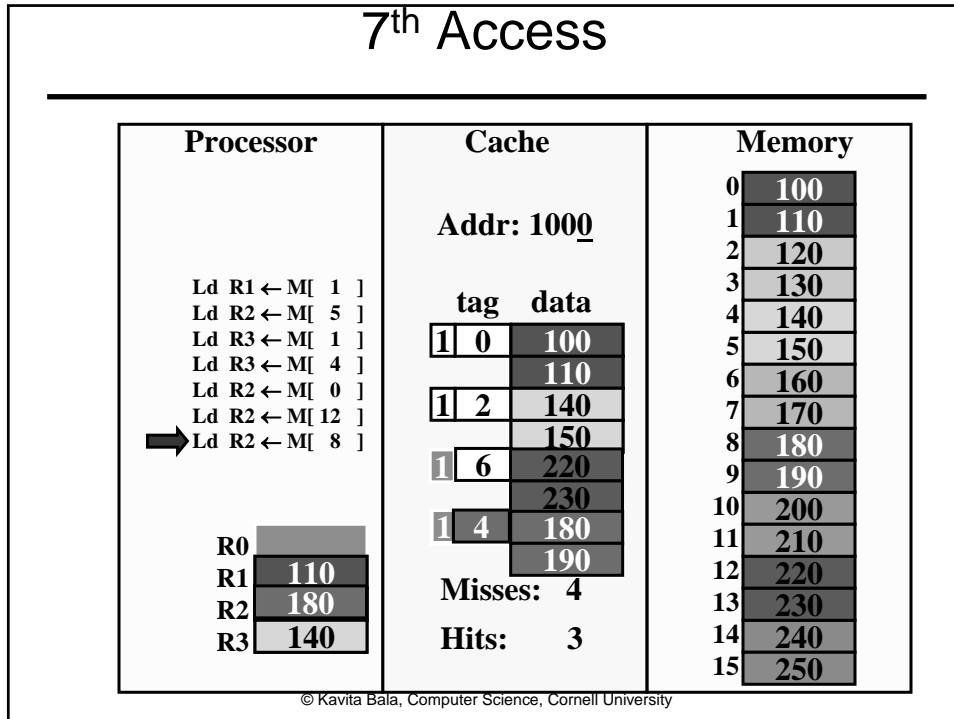 7th Access
Processor
Ld R1 ← M[ 1 ]
Ld R2 ← M[ 5 ]
Ld R3 ← M[ 1 ]
Ld R3 ← M[ 4 ]
Ld R2 ← M[ 0 ]
Ld R2 ← M[ 12 ]
Ld R2 ← M[ 8 ]
R0
R1 110
R2 180
R3 140
Cache
Addr: 1000
tag data
1 0 100
110
1 2 140
150
1 6 220
230
1 4 180
190
Misses: 4
Hits: 3
Memory
0 100
1 110
2 120
3 130
4 140
5 150
6 160
7 170
8 180
9 190
10 200
11 210
12 220
13 230
14 240
15 250
© Kavita Bala, Computer Science, Cornell University